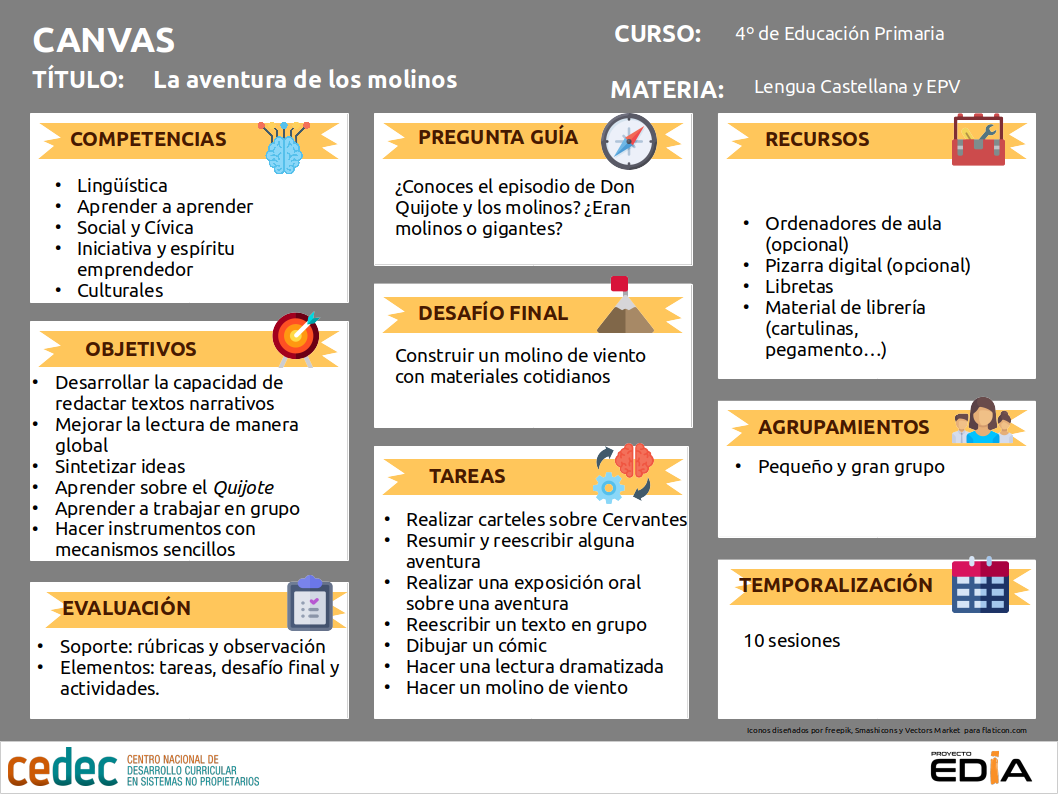 CANVAS
TÍTULO: La aventura de los molinos
CURSO: 4º de Educación Primaria
MATERIA: Lengua Castellana y EPV
COMPETENCIAS
• Lingüística
• Aprender a aprender
• Social y Cívica
• Iniciativa y espíritu
emprendedor
• Culturales
OBJETIVOS
• Desarrollar la capacidad de
redactar textos narrativos
• Mejorar la lectura de manera
global
• Sintetizar ideas
• Aprender sobre el Quijote
• Aprender a trabajar en grupo
• Hacer instrumentos con
mecanismos sencillos
EVALUACIÓN
• Soporte: rúbricas y observación
• Elementos: tareas, desafío final y
actividades.
PREGUNTA GUÍA
¿Conoces el episodio de Don
Quijote y los molinos? ¿Eran
molinos o gigantes?
DESAFÍO FINAL
Construir un molino de viento
con materiales cotidianos
TAREAS
• Realizar carteles sobre Cervantes
• Resumir y reescribir alguna
aventura
• Realizar una exposición oral
sobre una aventura
• Reescribir un texto en grupo
• Dibujar un cómic
• Hacer una lectura dramatizada
• Hacer un molino de viento
RECURSOS
• Ordenadores de aula
(opcional)
• Pizarra digital (opcional)
• Libretas
• Material de librería
(cartulinas,
pegamento…)
AGRUPAMIENTOS
• Pequeño y gran grupo
TEMPORALIZACIÓN
10 sesiones
Iconos diseñados por freepik, Smashicons y Vectors Market para flaticon.com
cedec
CENTRO NACIONAL DE
DESARROLLO CURRICULAR
EN SISTEMAS NO PROPIETARIOS
PROYECTO
EDIA